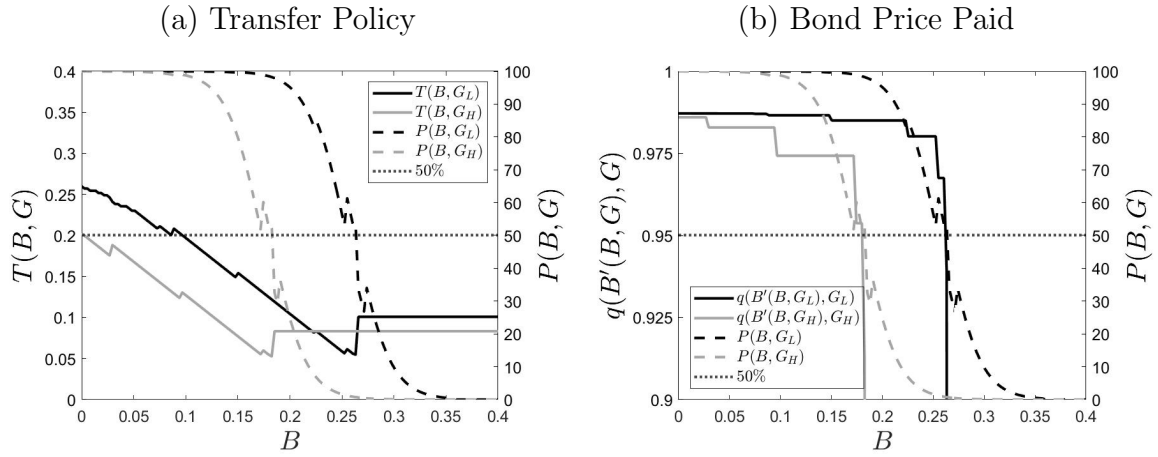 (a) Transfer Policy
0.4
0.35
0.3
0.25
0.2
0.15
0.1
0.05
0
T(B, G)
100
90
80
70
60
50
40
30
20
10
0
P(B, G)
T(B, G_L)
T(B, G_H)
P(B, G_L)
P(B, G_H)
50%
0 0.05 0.1 0.15 0.2 0.25 0.3 0.35 0.4
B
(b) Bond Price Paid
1
0.975
0.95
0.925
0.9
q(B'(B, G), G)
100
90
80
70
60
50
40
30
20
10
0
P(B, G)
q(B'(B, G_L), G_L)
q(B'(B, G_H), G_H)
P(B, G_L)
P(B, G_H)
50%
0 0.05 0.1 0.15 0.2 0.25 0.3 0.35 0.4
B